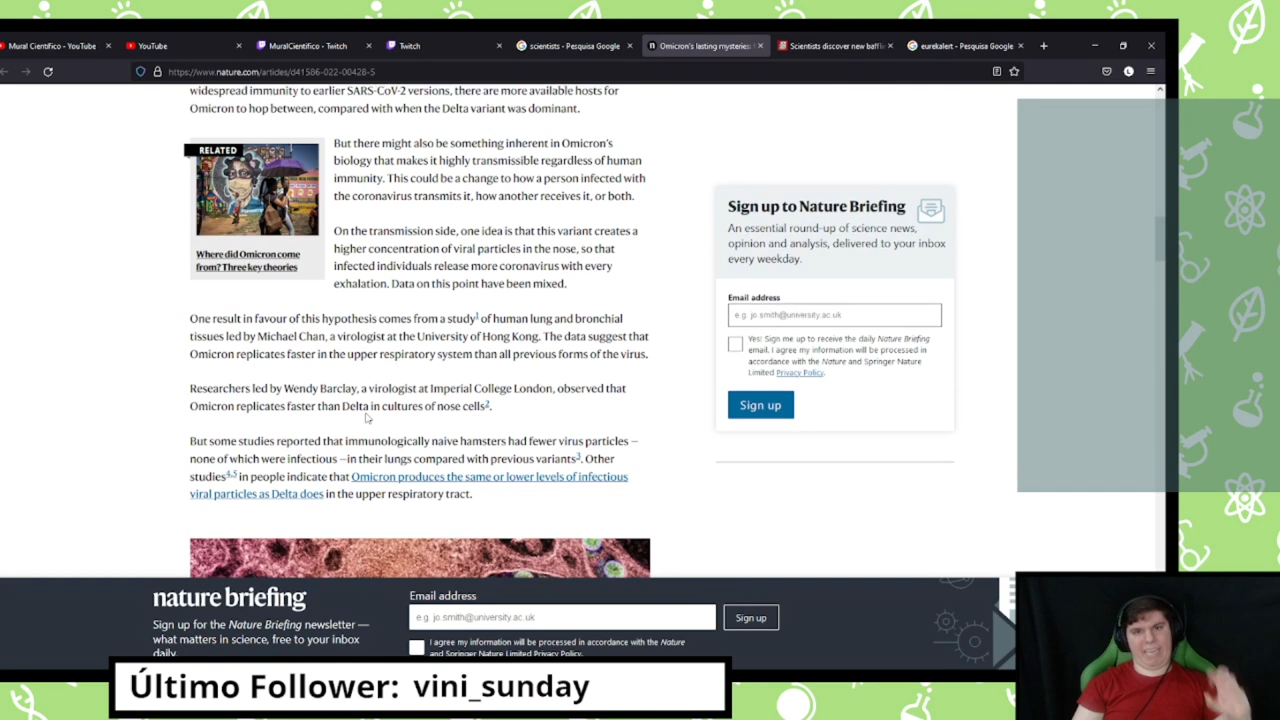 Mural Científico - YouTube
YouTube
MuralCientifico - Twitch
Twitch
scientists - Pesquisa Google
Omicron's lasting mysteries:
Scientists discover new baffl
eurekalert - Pesquisa Google
https://www.nature.com/articles/d41586-022-00428-5
widespread immunity to earlier SARS-CoV-2 versions, there are more available hosts for
Omicron to hop between, compared with when the Delta variant was dominant.
RELATED
Where did Omicron come
from? Three key theories
But there might also be something inherent in Omicron's
biology that makes it highly transmissible regardless of human
immunity. This could be a change to how a person infected with
the coronavirus transmits it, how another receives it, or both.
On the transmission side, one idea is that this variant creates a
higher concentration of viral particles in the nose, so that
infected individuals release more coronavirus with every
exhalation. Data on this point have been mixed.
One result in favour of this hypothesis comes from a study1 of human lung and bronchial
tissues led by Michael Chan, a virologist at the University of Hong Kong. The data suggest that
Omicron replicates faster in the upper respiratory system than all previous forms of the virus.
Researchers led by Wendy Barclay, a virologist at Imperial College London, observed that
Omicron replicates faster than Delta in cultures of nose cells2.
But some studies reported that immunologically naive hamsters had fewer virus particles —
none of which were infectious —in their lungs compared with previous variants3. Other
studies4,5 in people indicate that Omicron produces the same or lower levels of infectious
viral particles as Delta does in the upper respiratory tract.
Sign up to Nature Briefing
An essential round-up of science news,
opinion and analysis, delivered to your inbox
every weekday.
Email address
e.g. jo.smith@university.ac.uk
Yes! Sign me up to receive the daily Nature Briefing
email. I agree my information will be processed in
accordance with the Nature and Springer Nature
Limited Privacy Policy.
Sign up
nature briefing
Sign up for the Nature Briefing newsletter —
what matters in science, free to your inbox
daily.
Email address
e.g. jo.smith@university.ac.uk
Sign up
I agree my information will be processed in accordance with the Nature
and Springer Nature Limited Privacy Policy.
Último Follower: vini_sunday